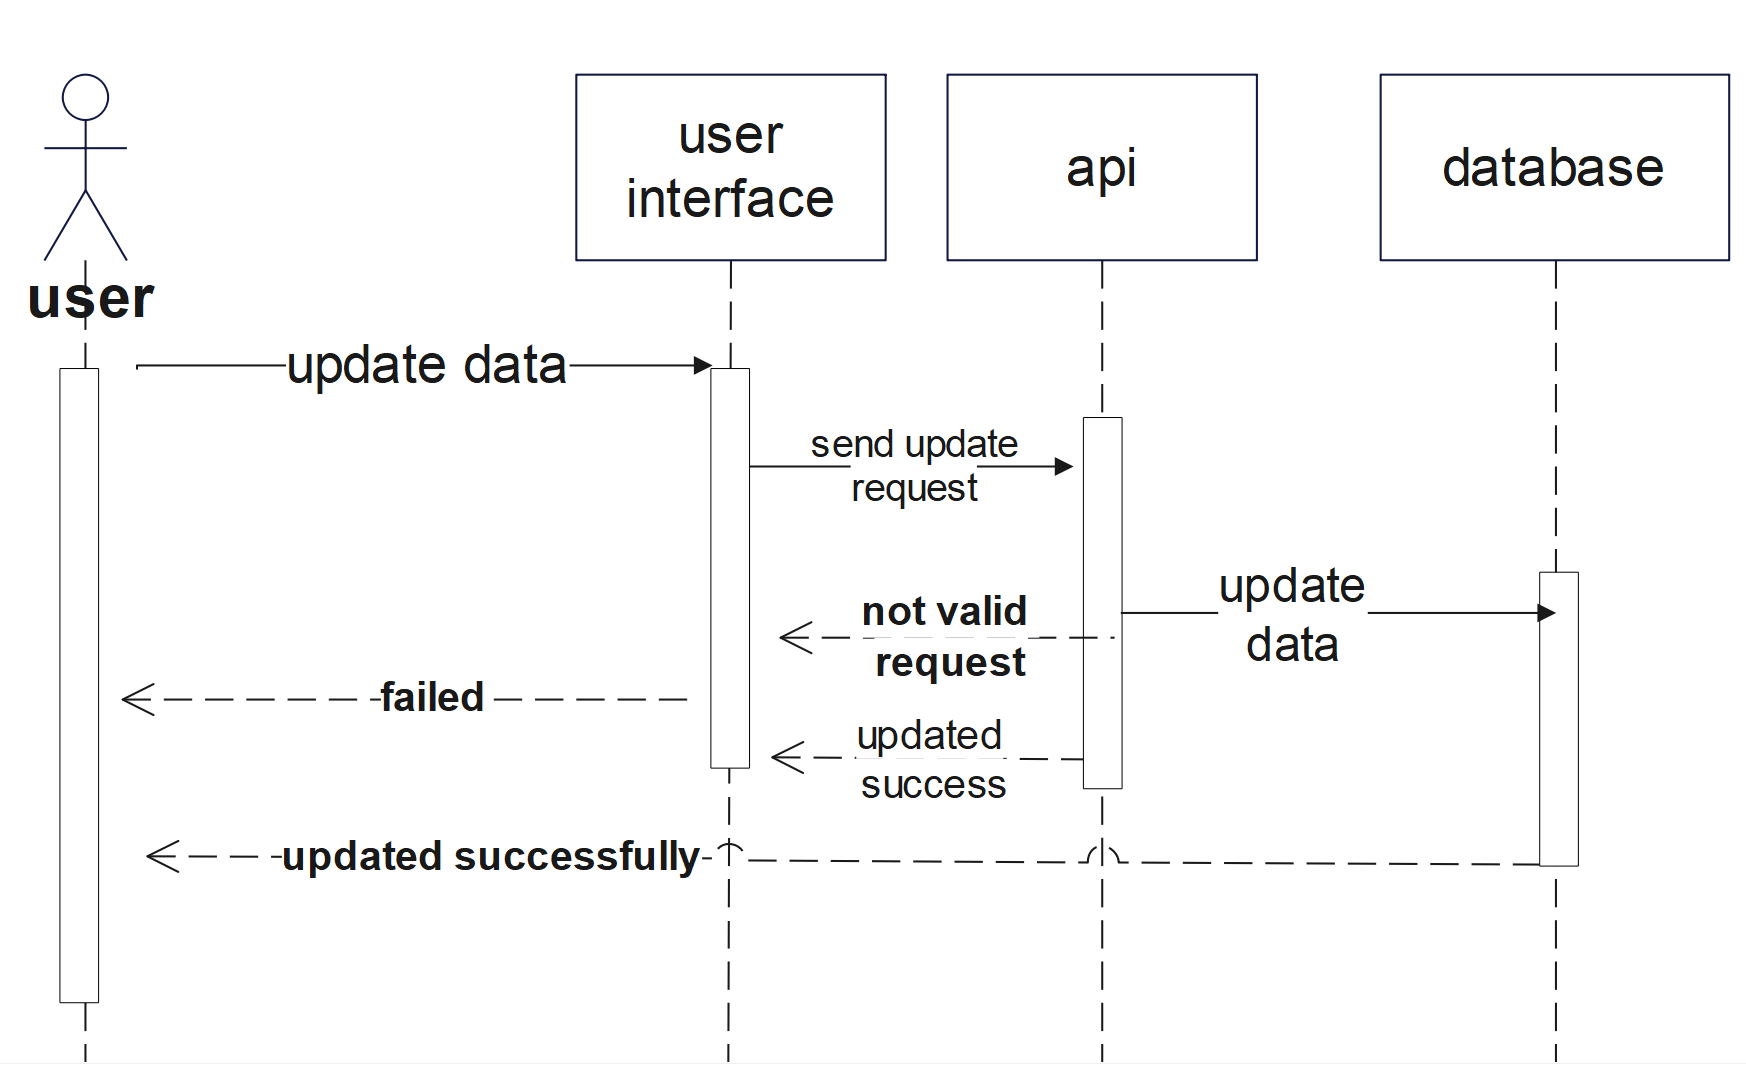 user
interface
api
database
user
update data
send update
request
update
data
not valid
request
failed
updated
success
updated successfully